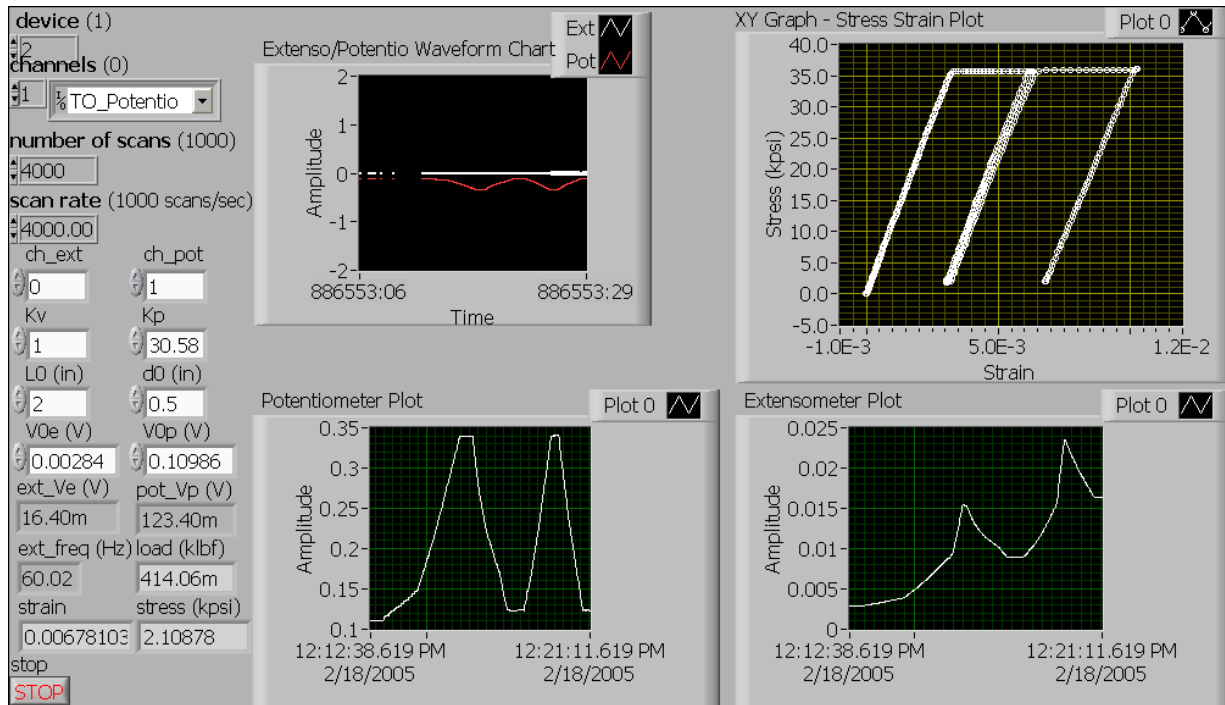 device (1)
2
channels (0)
1
TO_Potentio
number of scans (1000)
4000
scan rate (1000 scans/sec)
4000.00
ch_ext ch_pot
0 1
Kv Kp
1 30.58
L0 (in) d0 (in)
2 0.5
V0e (V) V0p (V)
0.00284 0.10986
ext_Ve (V) pot_Vp (V)
16.40m 123.40m
ext_freq (Hz) load (klbf)
60.02 414.06m
strain stress (kpsi)
0.00678103 2.10878
stop
STOP
Extenso/Potentio Waveform Chart
Ext
Pot
2
1
0
-1
-2
Amplitude
886553:06 886553:29
Time
XY Graph - Stress Strain Plot
Plot 0
40.0
35.0
30.0
25.0
20.0
15.0
10.0
5.0
0.0
-5.0
Stress (kpsi)
-1.0E-3 5.0E-3 1.2E-2
Strain
Potentiometer Plot
Plot 0
0.35
0.3
0.25
0.2
0.15
0.1
Amplitude
12:12:38.619 PM 12:21:11.619 PM
2/18/2005 2/18/2005
Extensometer Plot
Plot 0
0.025
0.02
0.015
0.01
0.005
0
Amplitude
12:12:38.619 PM 12:21:11.619 PM
2/18/2005 2/18/2005